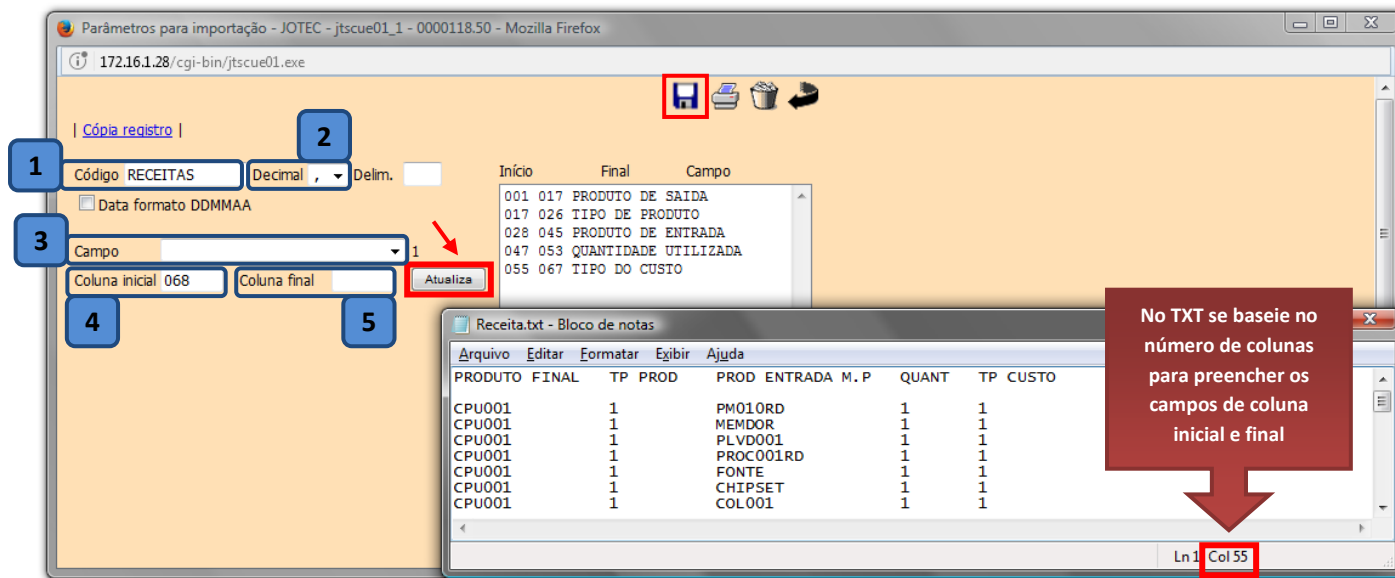 Parâmetros para importação - JOTEC - jtscue01_1 - 0000118.50 - Mozilla Firefox
172.16.1.28/cgi-bin/jtscue01.exe
| Cópia registro |
2
1
Código RECEITAS Decimal , Delim.
Data formato DDMMAA
3
Campo 1
Coluna inicial 068 Coluna final Atualiza
4 5
Início Final Campo
001 017 PRODUTO DE SAIDA
017 026 TIPO DE PRODUTO
028 045 PRODUTO DE ENTRADA
047 053 QUANTIDADE UTILIZADA
055 067 TIPO DO CUSTO
Receita.txt - Bloco de notas
Arquivo Editar Formatar Exibir Ajuda
PRODUTO FINAL TP PROD PROD ENTRADA M.P QUANT TP CUSTO
CPU001 1 PM010RD 1 1
CPU001 1 MEMDOR 1 1
CPU001 1 PLVD001 1 1
CPU001 1 PROC001RD 1 1
CPU001 1 FONTE 1 1
CPU001 1 CHIPSET 1 1
CPU001 1 COL001 1 1
Ln 1 Col 55
No TXT se baseie no
número de colunas
para preencher os
campos de coluna
inicial e final